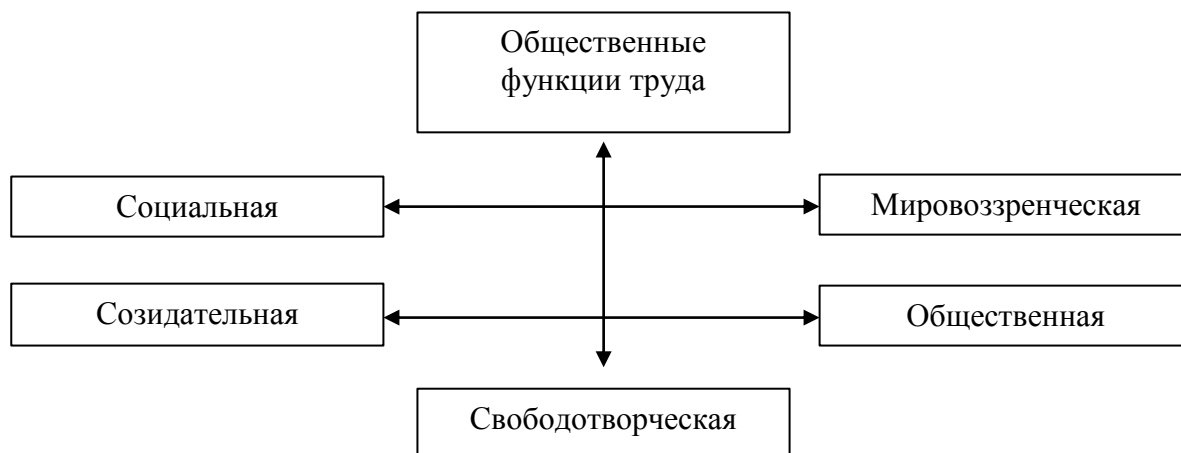 Общественные
функции труда
Социальная
Мировоззренческая
Созидательная
Общественная
Свободотворческая